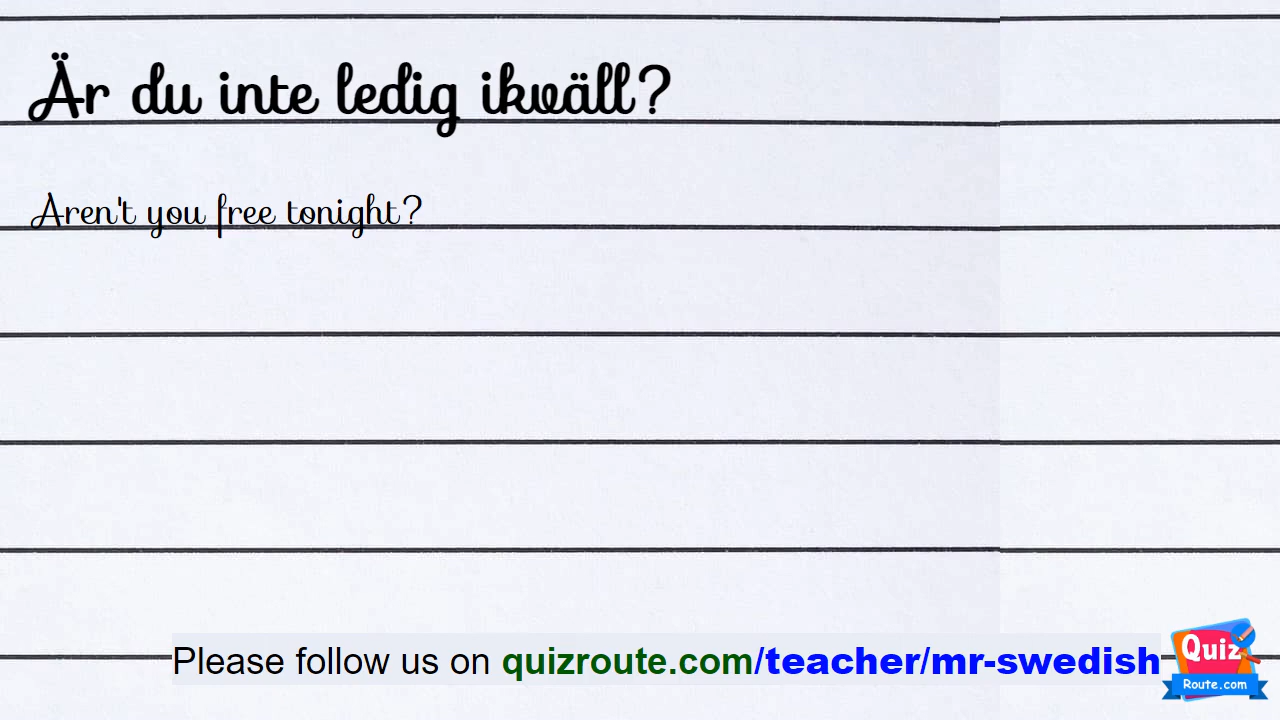 Är du inte ledig ikväll?
Aren't you free tonight?
Please follow us on quizroute.com/teacher/mr-swedish
Quiz
Route.com